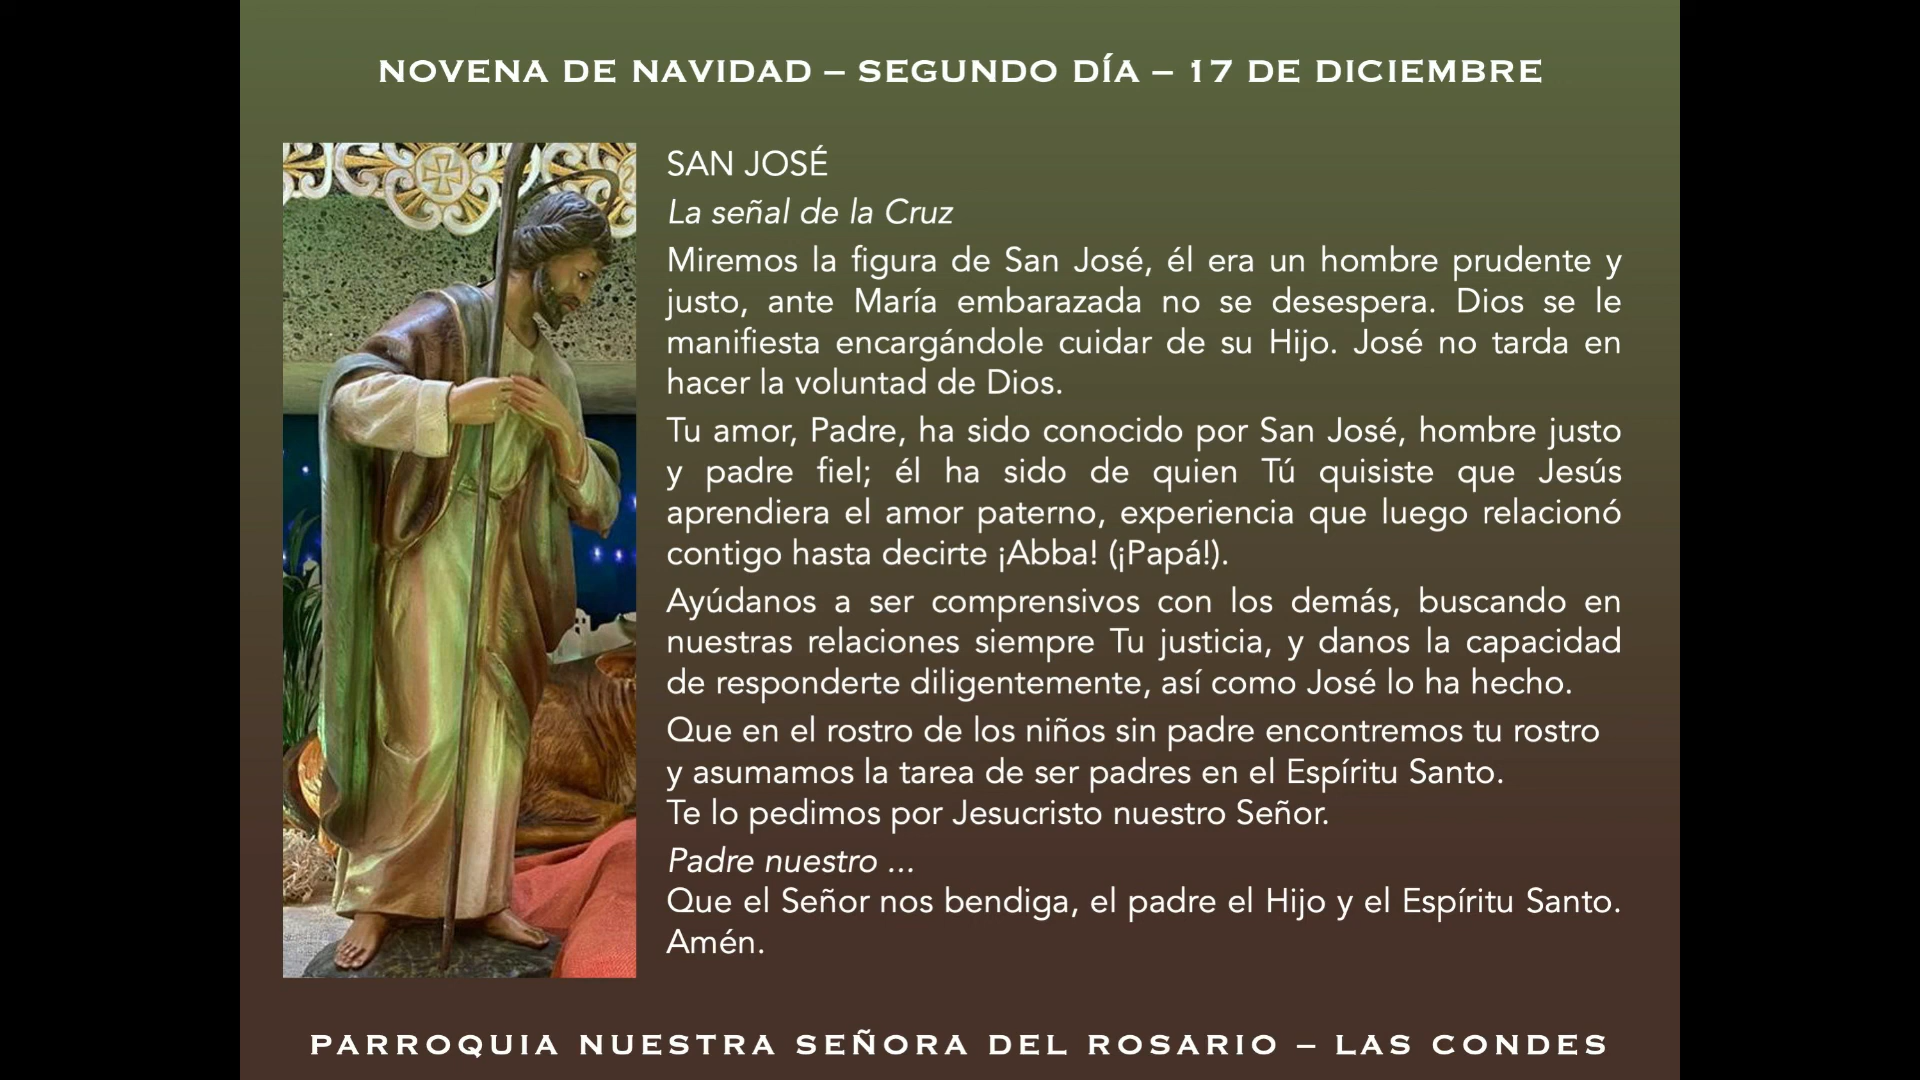 NOVENA DE NAVIDAD – SEGUNDO DÍA – 17 DE DICIEMBRE
SAN JOSÉ
La señal de la Cruz
Miremos la figura de San José, él era un hombre prudente y
justo, ante María embarazada no se desespera. Dios se le
manifiesta encargándole cuidar de su Hijo. José no tarda en
hacer la voluntad de Dios.
Tu amor, Padre, ha sido conocido por San José, hombre justo
y padre fiel; él ha sido de quien Tú quisiste que Jesús
aprendiera el amor paterno, experiencia que luego relacionó
contigo hasta decirte ¡Abba! (¡Papá!).
Ayúdanos a ser comprensivos con los demás, buscando en
nuestras relaciones siempre Tu justicia, y danos la capacidad
de responderte diligentemente, así como José lo ha hecho.
Que en el rostro de los niños sin padre encontremos tu rostro
y asumamos la tarea de ser padres en el Espíritu Santo.
Te lo pedimos por Jesucristo nuestro Señor.
Padre nuestro ...
Que el Señor nos bendiga, el padre el Hijo y el Espíritu Santo.
Amén.
PARROQUIA NUESTRA SEÑORA DEL ROSARIO – LAS CONDES